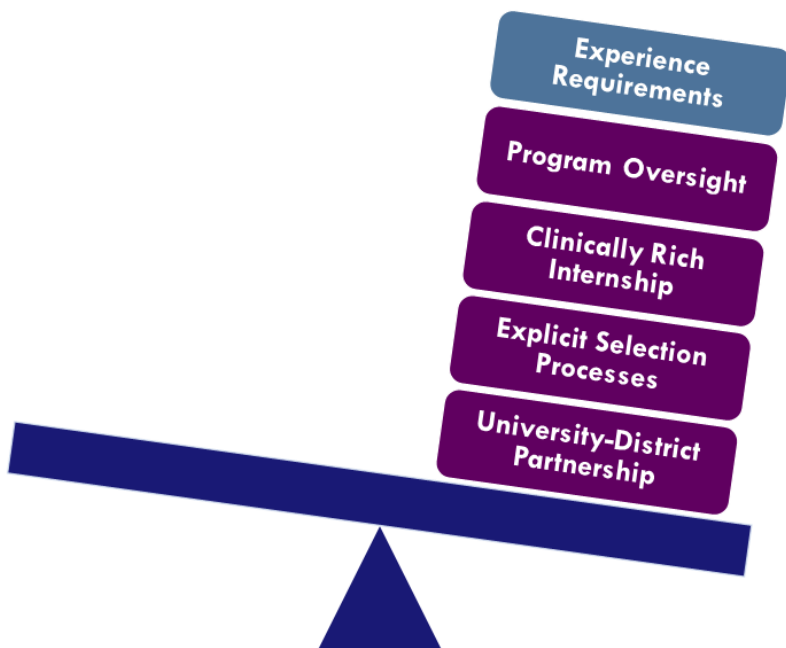 Experience
Requirements
Program Oversight
Clinically Rich
Internship
Explicit Selection
Processes
University-District
Partnership